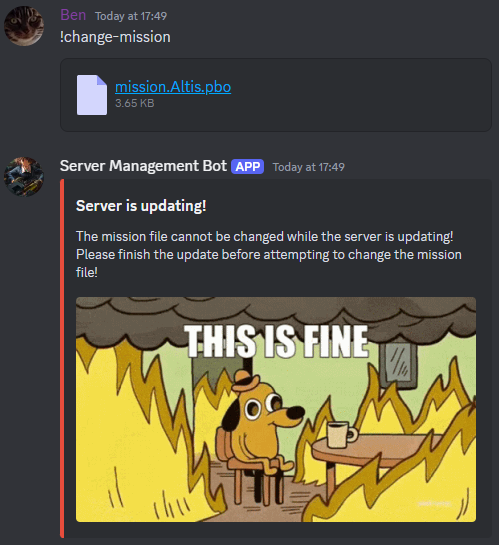 Ben Today at 17:49
!change-mission
mission.Altis.pbo
3.65 KB
Server Management Bot APP Today at 17:49
Server is updating!
The mission file cannot be changed while the server is updating!
Please finish the update before attempting to change the mission
file!
THIS IS FINE